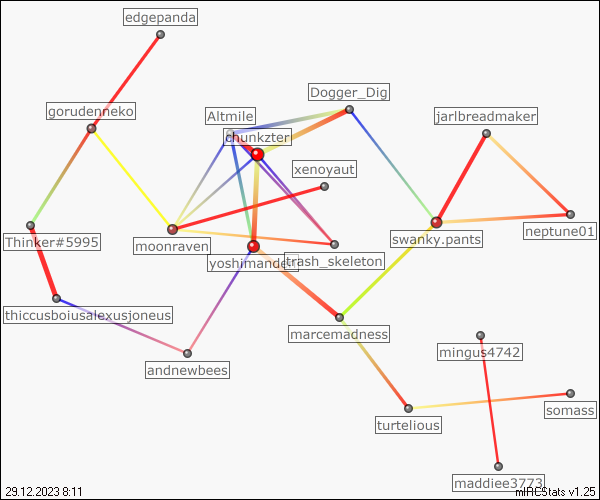 edgepanda
Dogger_Dig
gorudenneko
Altmile
jarlbreadmaker
chunkzter
xenoyaut
neptune01
Thinker#5995
moonraven
swanky.pants
trash_skeleton
thiccusboiusalexusjoneus
marcemadness
mingus4742
andnewbees
somass
turtelious
maddiee3773
29.12.2023 8:11
mIRCStats v1.25